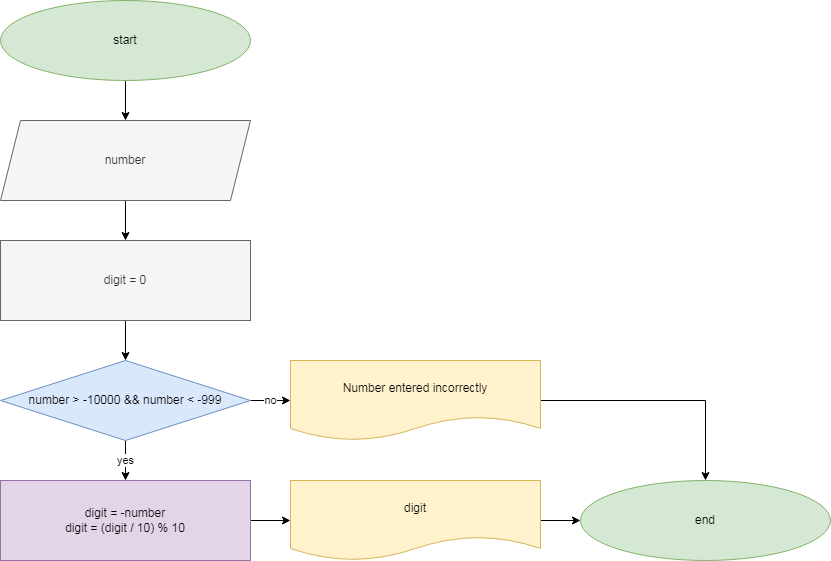 start
number
digit = 0
number > -10000 && number < -999
no
Number entered incorrectly
yes
digit = -number
digit = (digit / 10) % 10
digit
end